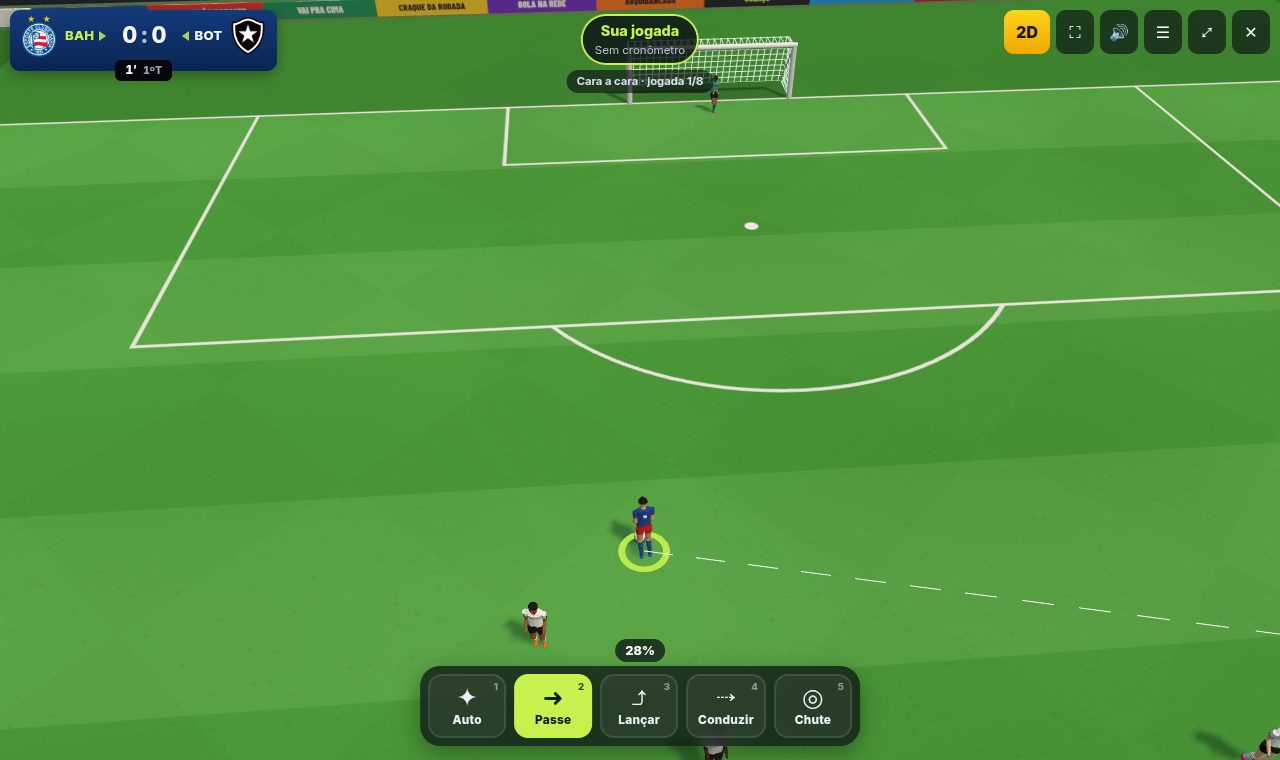 VAI PRA CIMA
CRAQUE DA RODADA
BOLA NA REDE
BAH 0:0 BOT
1' 1ºT
Sua jogada
Sem cronômetro
Cara a cara · jogada 1/8
2D
28%
1
Auto
2
Passe
3
Lançar
4
Conduzir
5
Chute